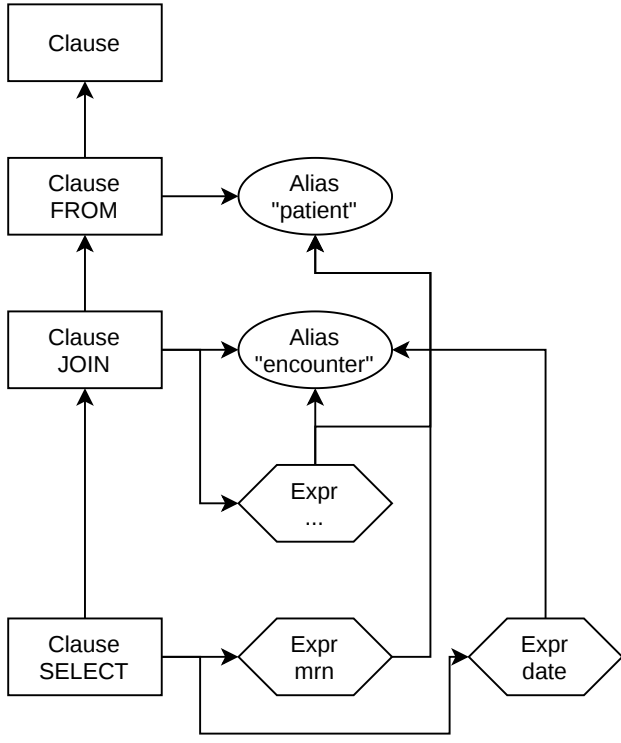 Clause
Clause
FROM
Alias
"patient"
Clause
JOIN
Alias
"encounter"
Expr
...
Clause
SELECT
Expr
mrn
Expr
date